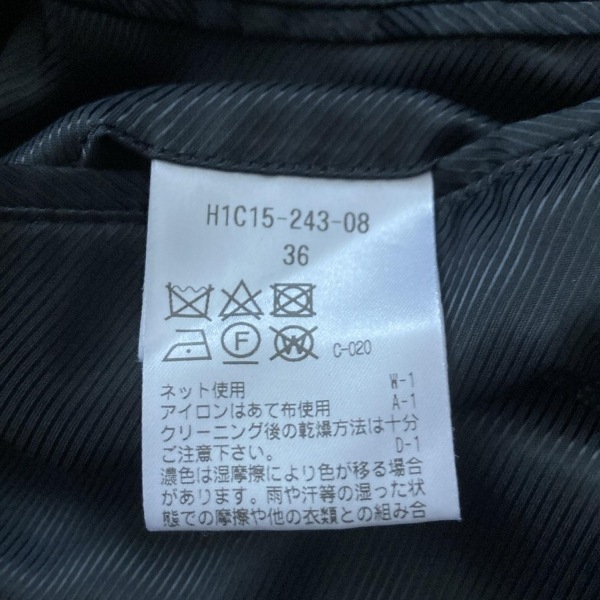 H1C15-243-08
36
F W C-020
ネット使用 W-1
アイロンはあて布使用 A-1
クリーニング後の乾燥方法は十分
ご注意下さい。 D-1
濃色は湿摩擦により色が移る場合
があります。雨や汗等の湿った状
態での摩擦や他の衣類との組み合